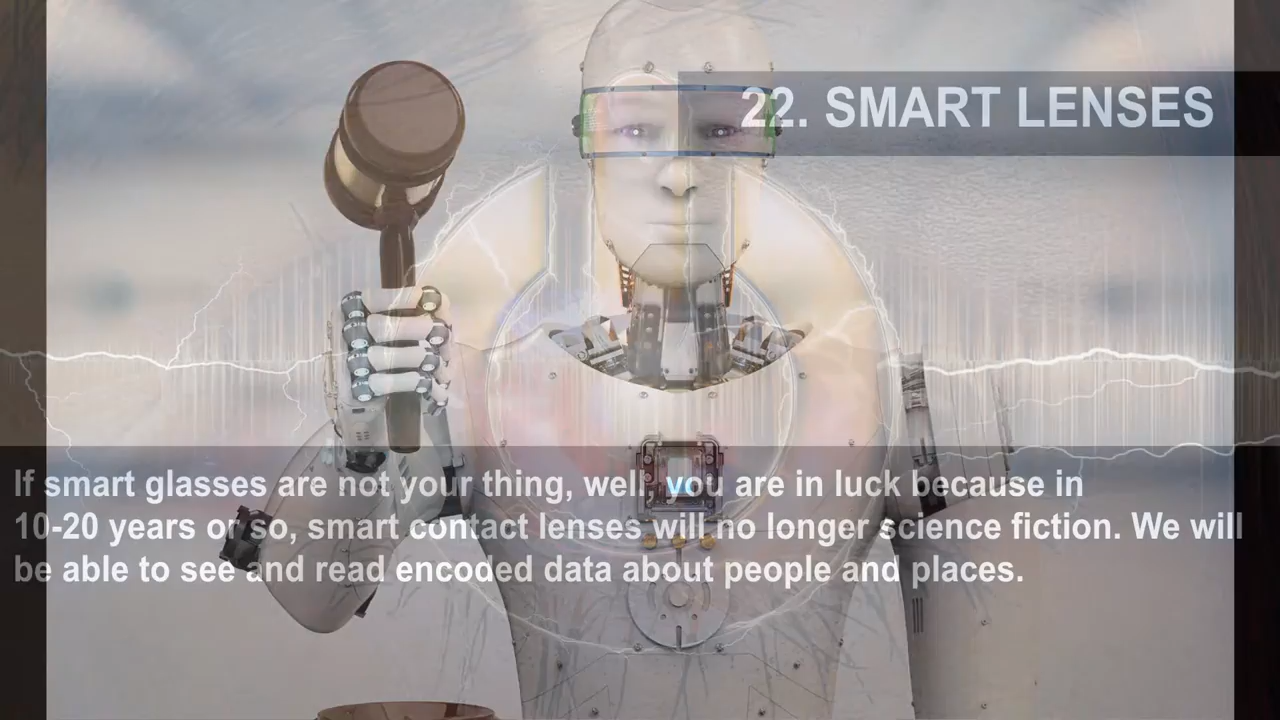 22. SMART LENSES
If smart glasses are not your thing, well, you are in luck because in
10-20 years or so, smart contact lenses will no longer science fiction. We will
be able to see and read encoded data about people and places.